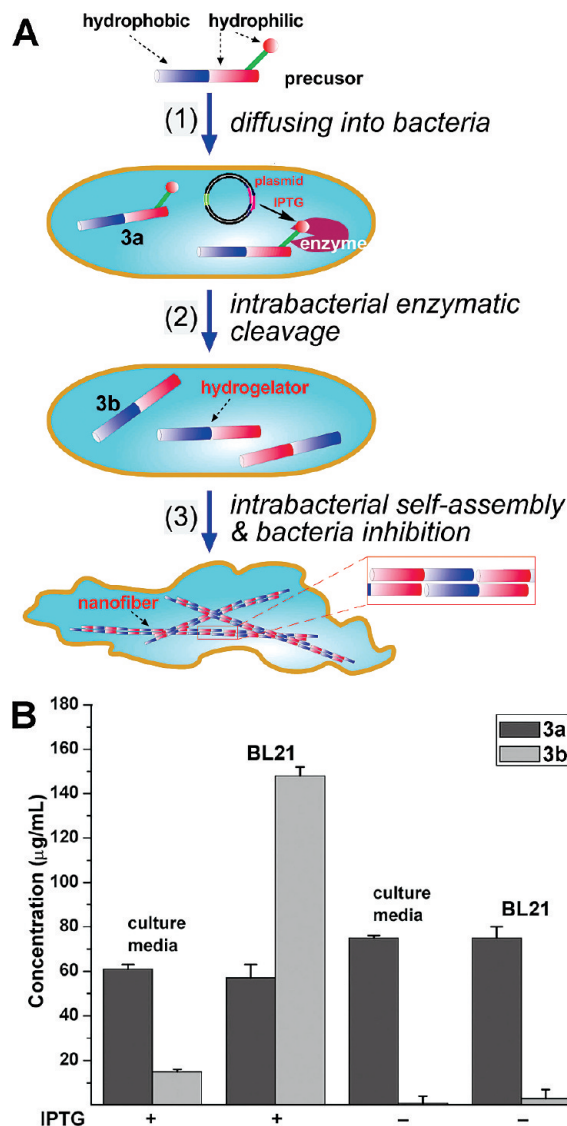 A
hydrophobic hydrophilic
precusor
(1) diffusing into bacteria
plasmid
IPTG
3a
enzyme
(2) intrabacterial enzymatic
cleavage
3b
hydrogelator
(3) intrabacterial self-assembly
& bacteria inhibition
nanofiber
B
180
160
140
120
100
80
60
40
20
Concentration (µg/mL)
3a
3b
culture
media
BL21
culture
media
BL21
IPTG + + – –